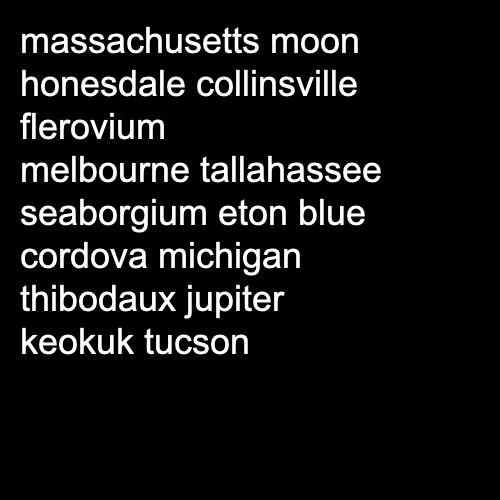 massachusetts moon
honesdale collinsville
flerovium
melbourne tallahassee
seaborgium eton blue
cordova michigan
thibodaux jupiter
keokuk tucson